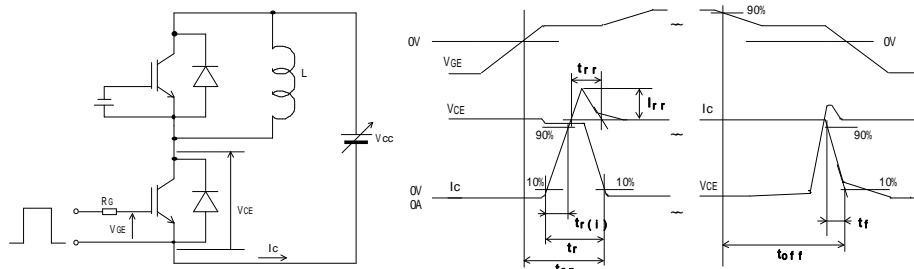 L
Vcc
RG
VGE
VCE
Ic
0V
VGE
trr
Irr
VCE
90%
0V
0A
Ic
10%
10%
tr(i)
tr
ton
90%
0V
Ic
90%
VCE
10%
tf
toff